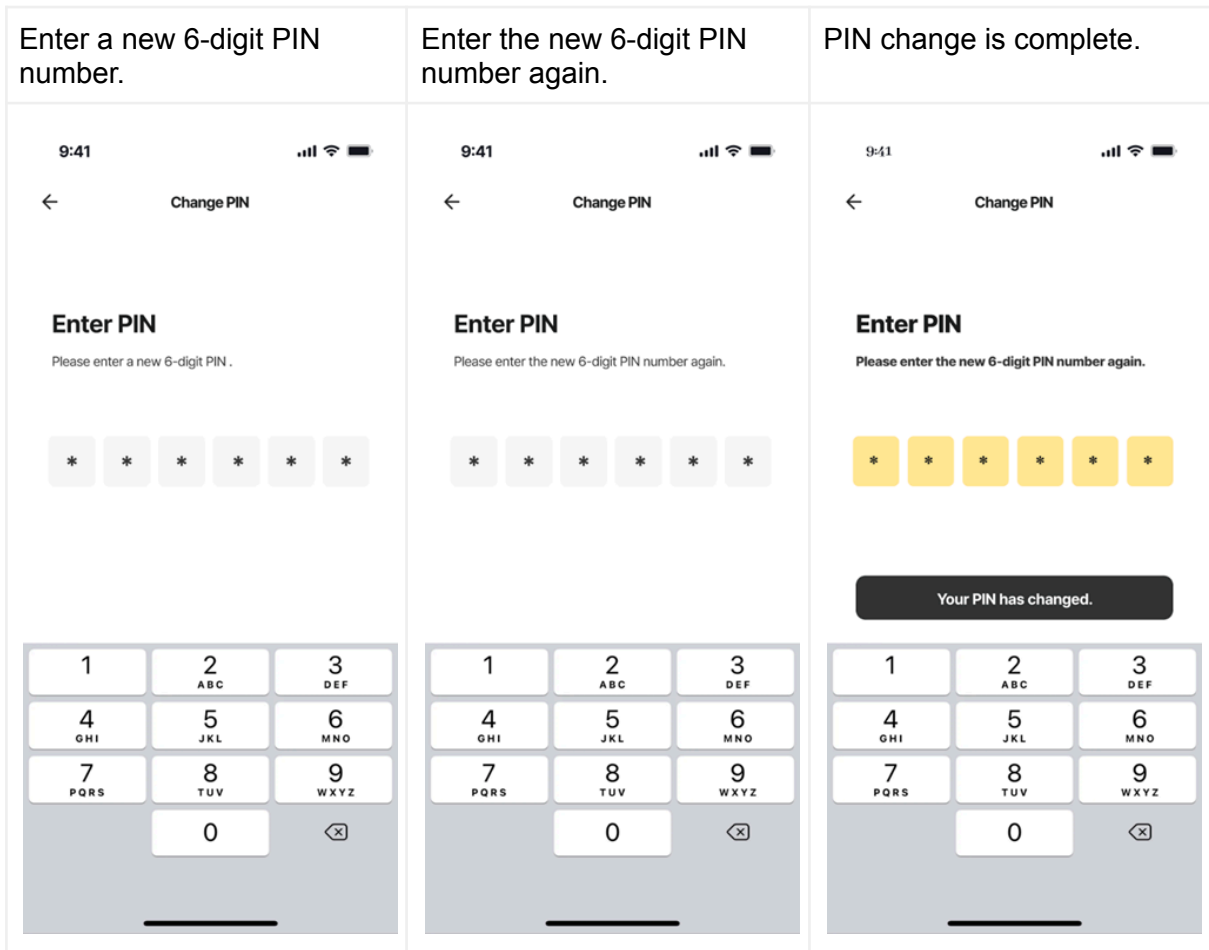 Enter a new 6-digit PIN
number.
Enter the new 6-digit PIN
number again.
PIN change is complete.
9:41
Change PIN
Enter PIN
Please enter a new 6-digit PIN .
* * * * * *
1 2 3
ABC DEF
4 5 6
GHI JKL MNO
7 8 9
PQRS TUV WXYZ
0
9:41
Change PIN
Enter PIN
Please enter the new 6-digit PIN number again.
* * * * * *
1 2 3
ABC DEF
4 5 6
GHI JKL MNO
7 8 9
PQRS TUV WXYZ
0
9:41
Change PIN
Enter PIN
Please enter the new 6-digit PIN number again.
* * * * * *
Your PIN has changed.
1 2 3
ABC DEF
4 5 6
GHI JKL MNO
7 8 9
PQRS TUV WXYZ
0